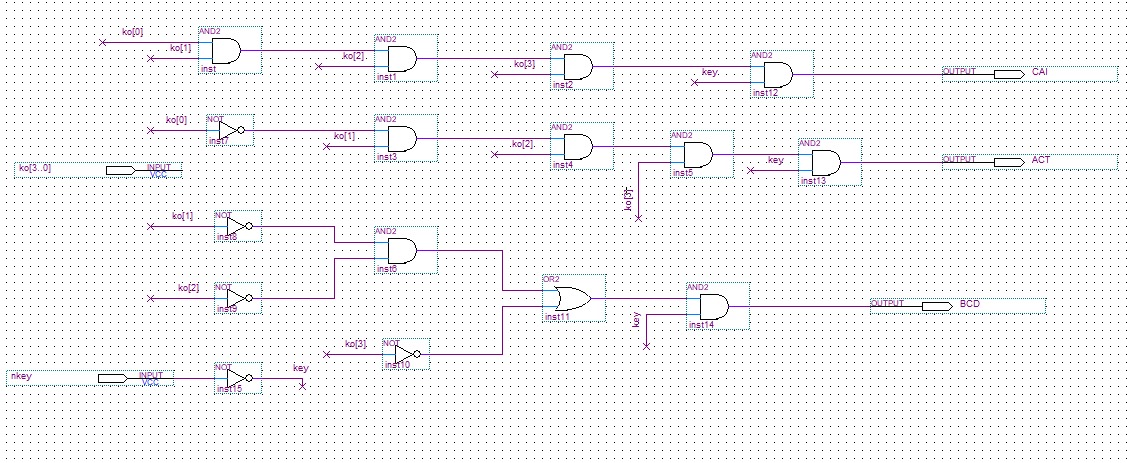 ko[0]
AND2
ko[1]
inst
AND2
ko[2]
inst1
AND2
ko[3]
inst2
AND2
key
inst12
OUTPUT
CAI
ko[0]
NOT
inst7
AND2
ko[1]
inst3
AND2
ko[2]
inst4
AND2
ko[3]
inst5
AND2
key
inst13
OUTPUT
ACT
ko[3..0]
INPUT
VCC
ko[1]
NOT
inst8
AND2
inst6
ko[2]
NOT
inst9
OR2
inst11
AND2
key
inst14
OUTPUT
BCD
ko[3]
NOT
inst10
nkey
INPUT
VCC
NOT
inst15
key